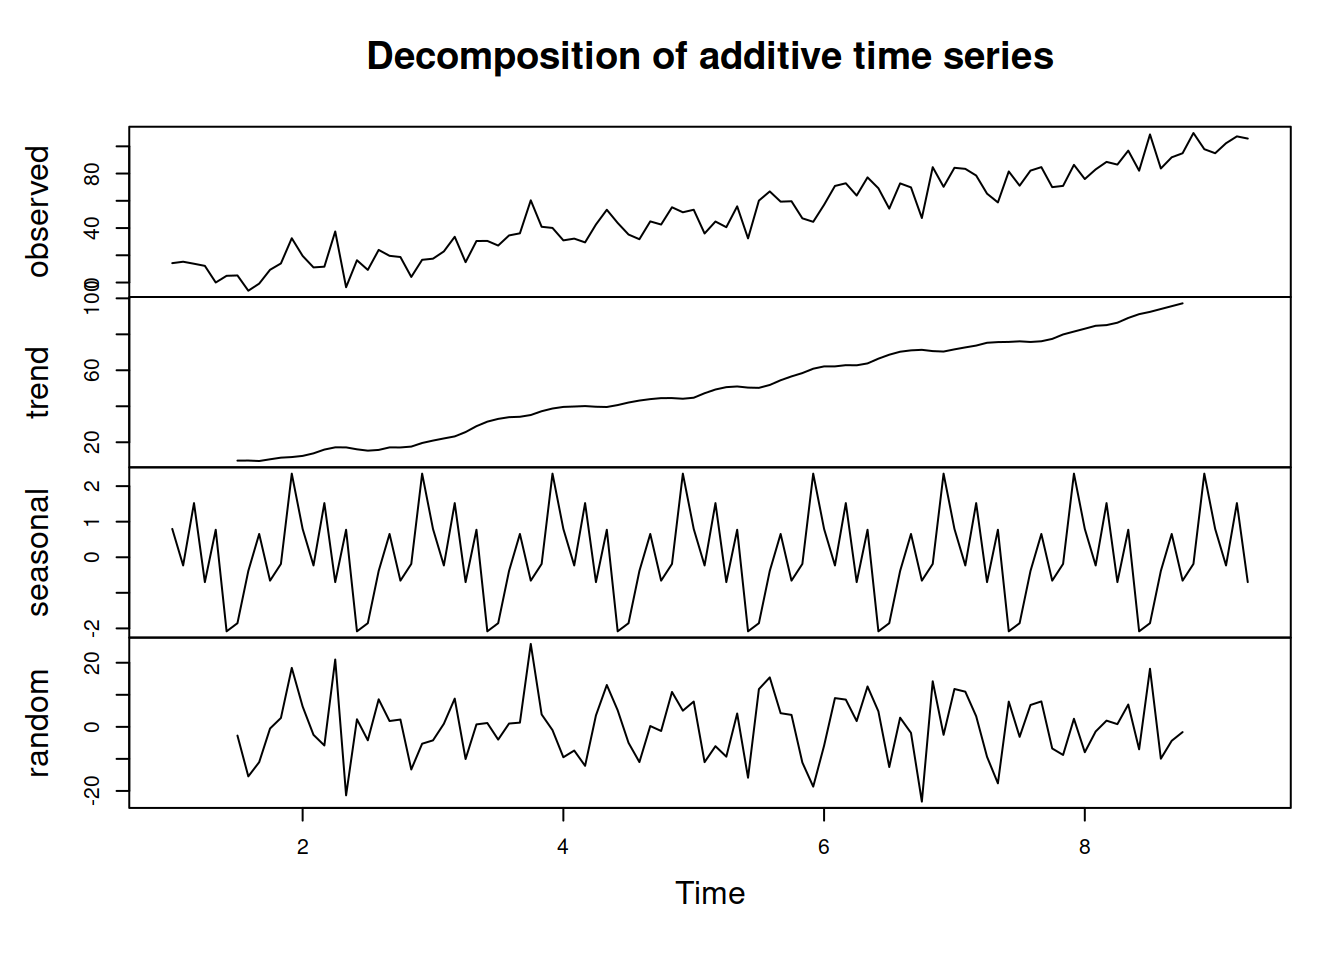 Decomposition of additive time series
observed
0 40 80
trend
20 60 100
seasonal
-2 0 1 2
random
-20 0 20
2 4 6 8
Time